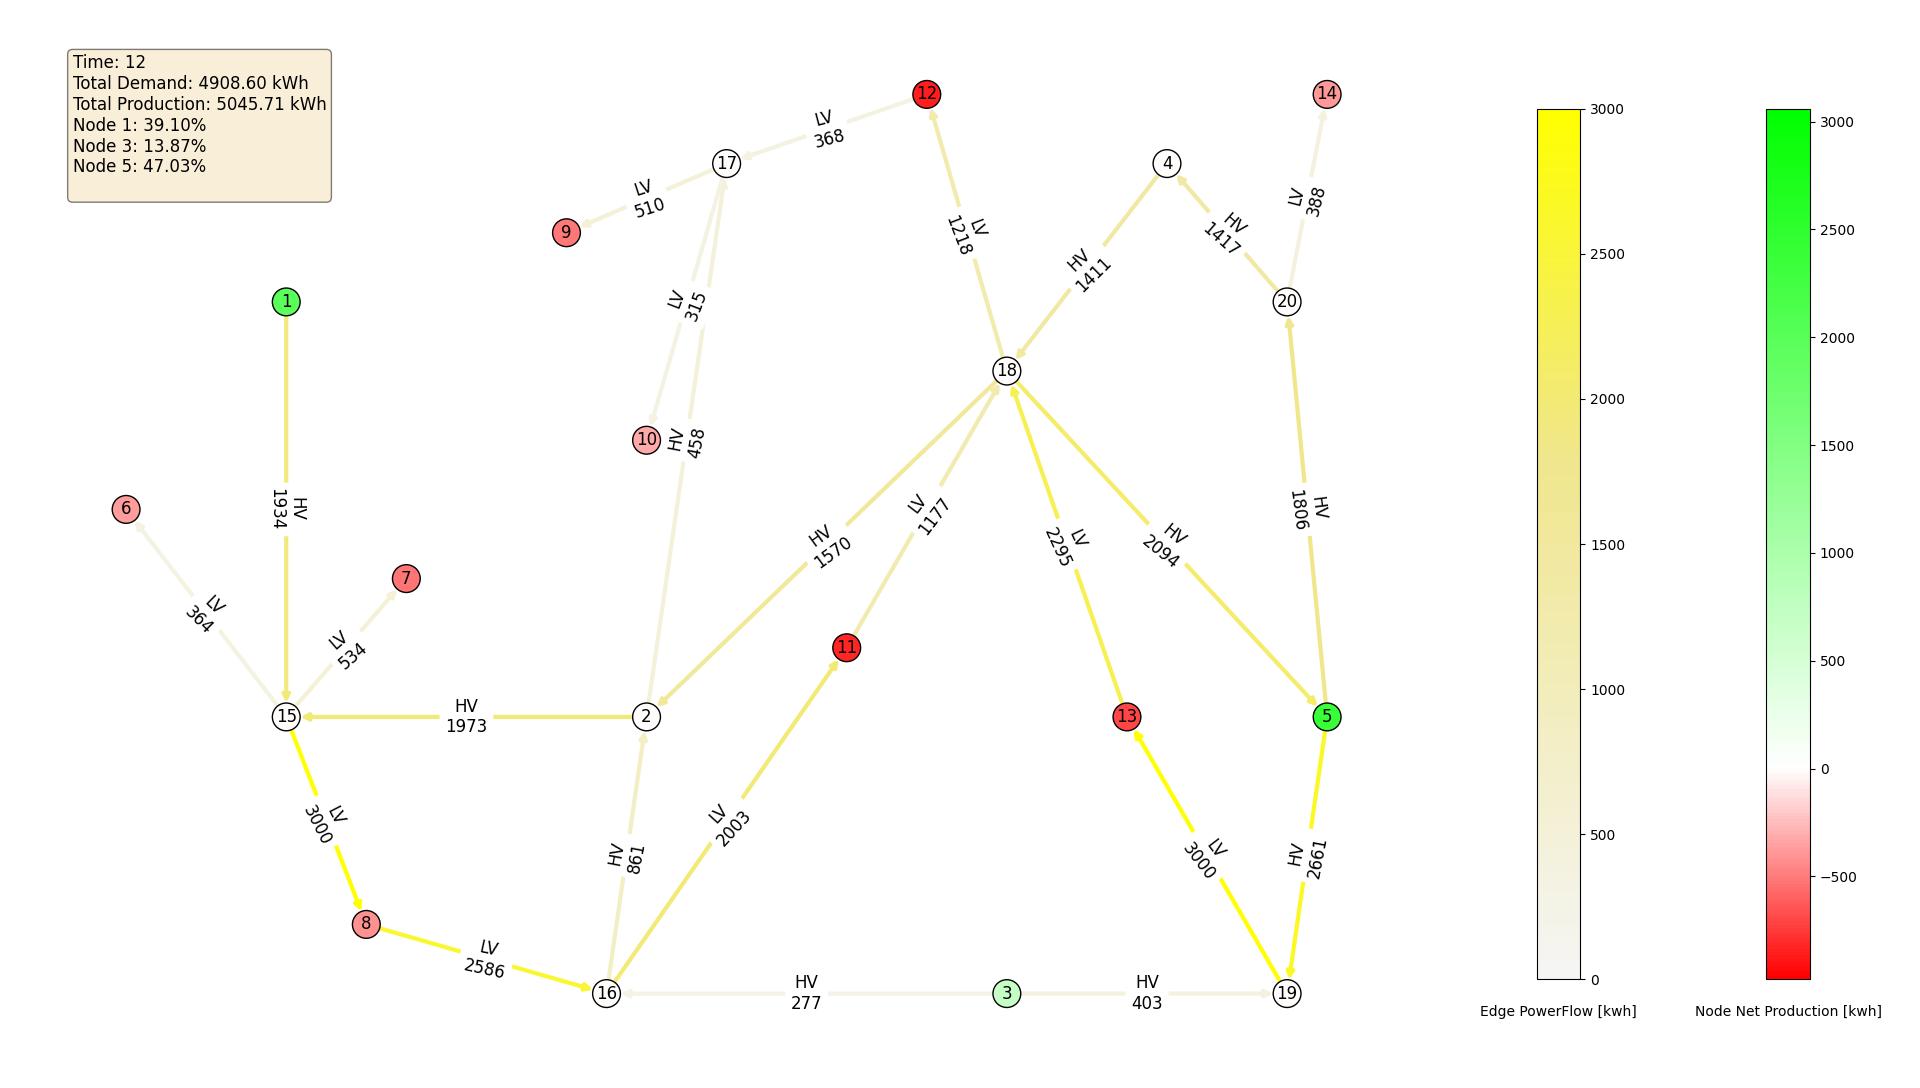 Time: 12
Total Demand: 4908.60 kWh
Total Production: 5045.71 kWh
Node 1: 39.10%
Node 3: 13.87%
Node 5: 47.03%
12
14
LV
368
17
4
LV
510
LV
388
9
LV
1218
HV
1417
HV
1411
1
LV
315
20
18
10
HV
458
6
HV
1934
LV
1177
HV
1806
HV
1570
LV
2295
HV
2094
7
LV
364
LV
534
11
15
HV
1973
2
13
5
LV
3000
LV
2003
HV
861
LV
3000
HV
2661
8
LV
2586
16
HV
277
3
HV
403
19
3000
2500
2000
1500
1000
500
0
Edge PowerFlow [kwh]
3000
2500
2000
1500
1000
500
0
−500
Node Net Production [kwh]